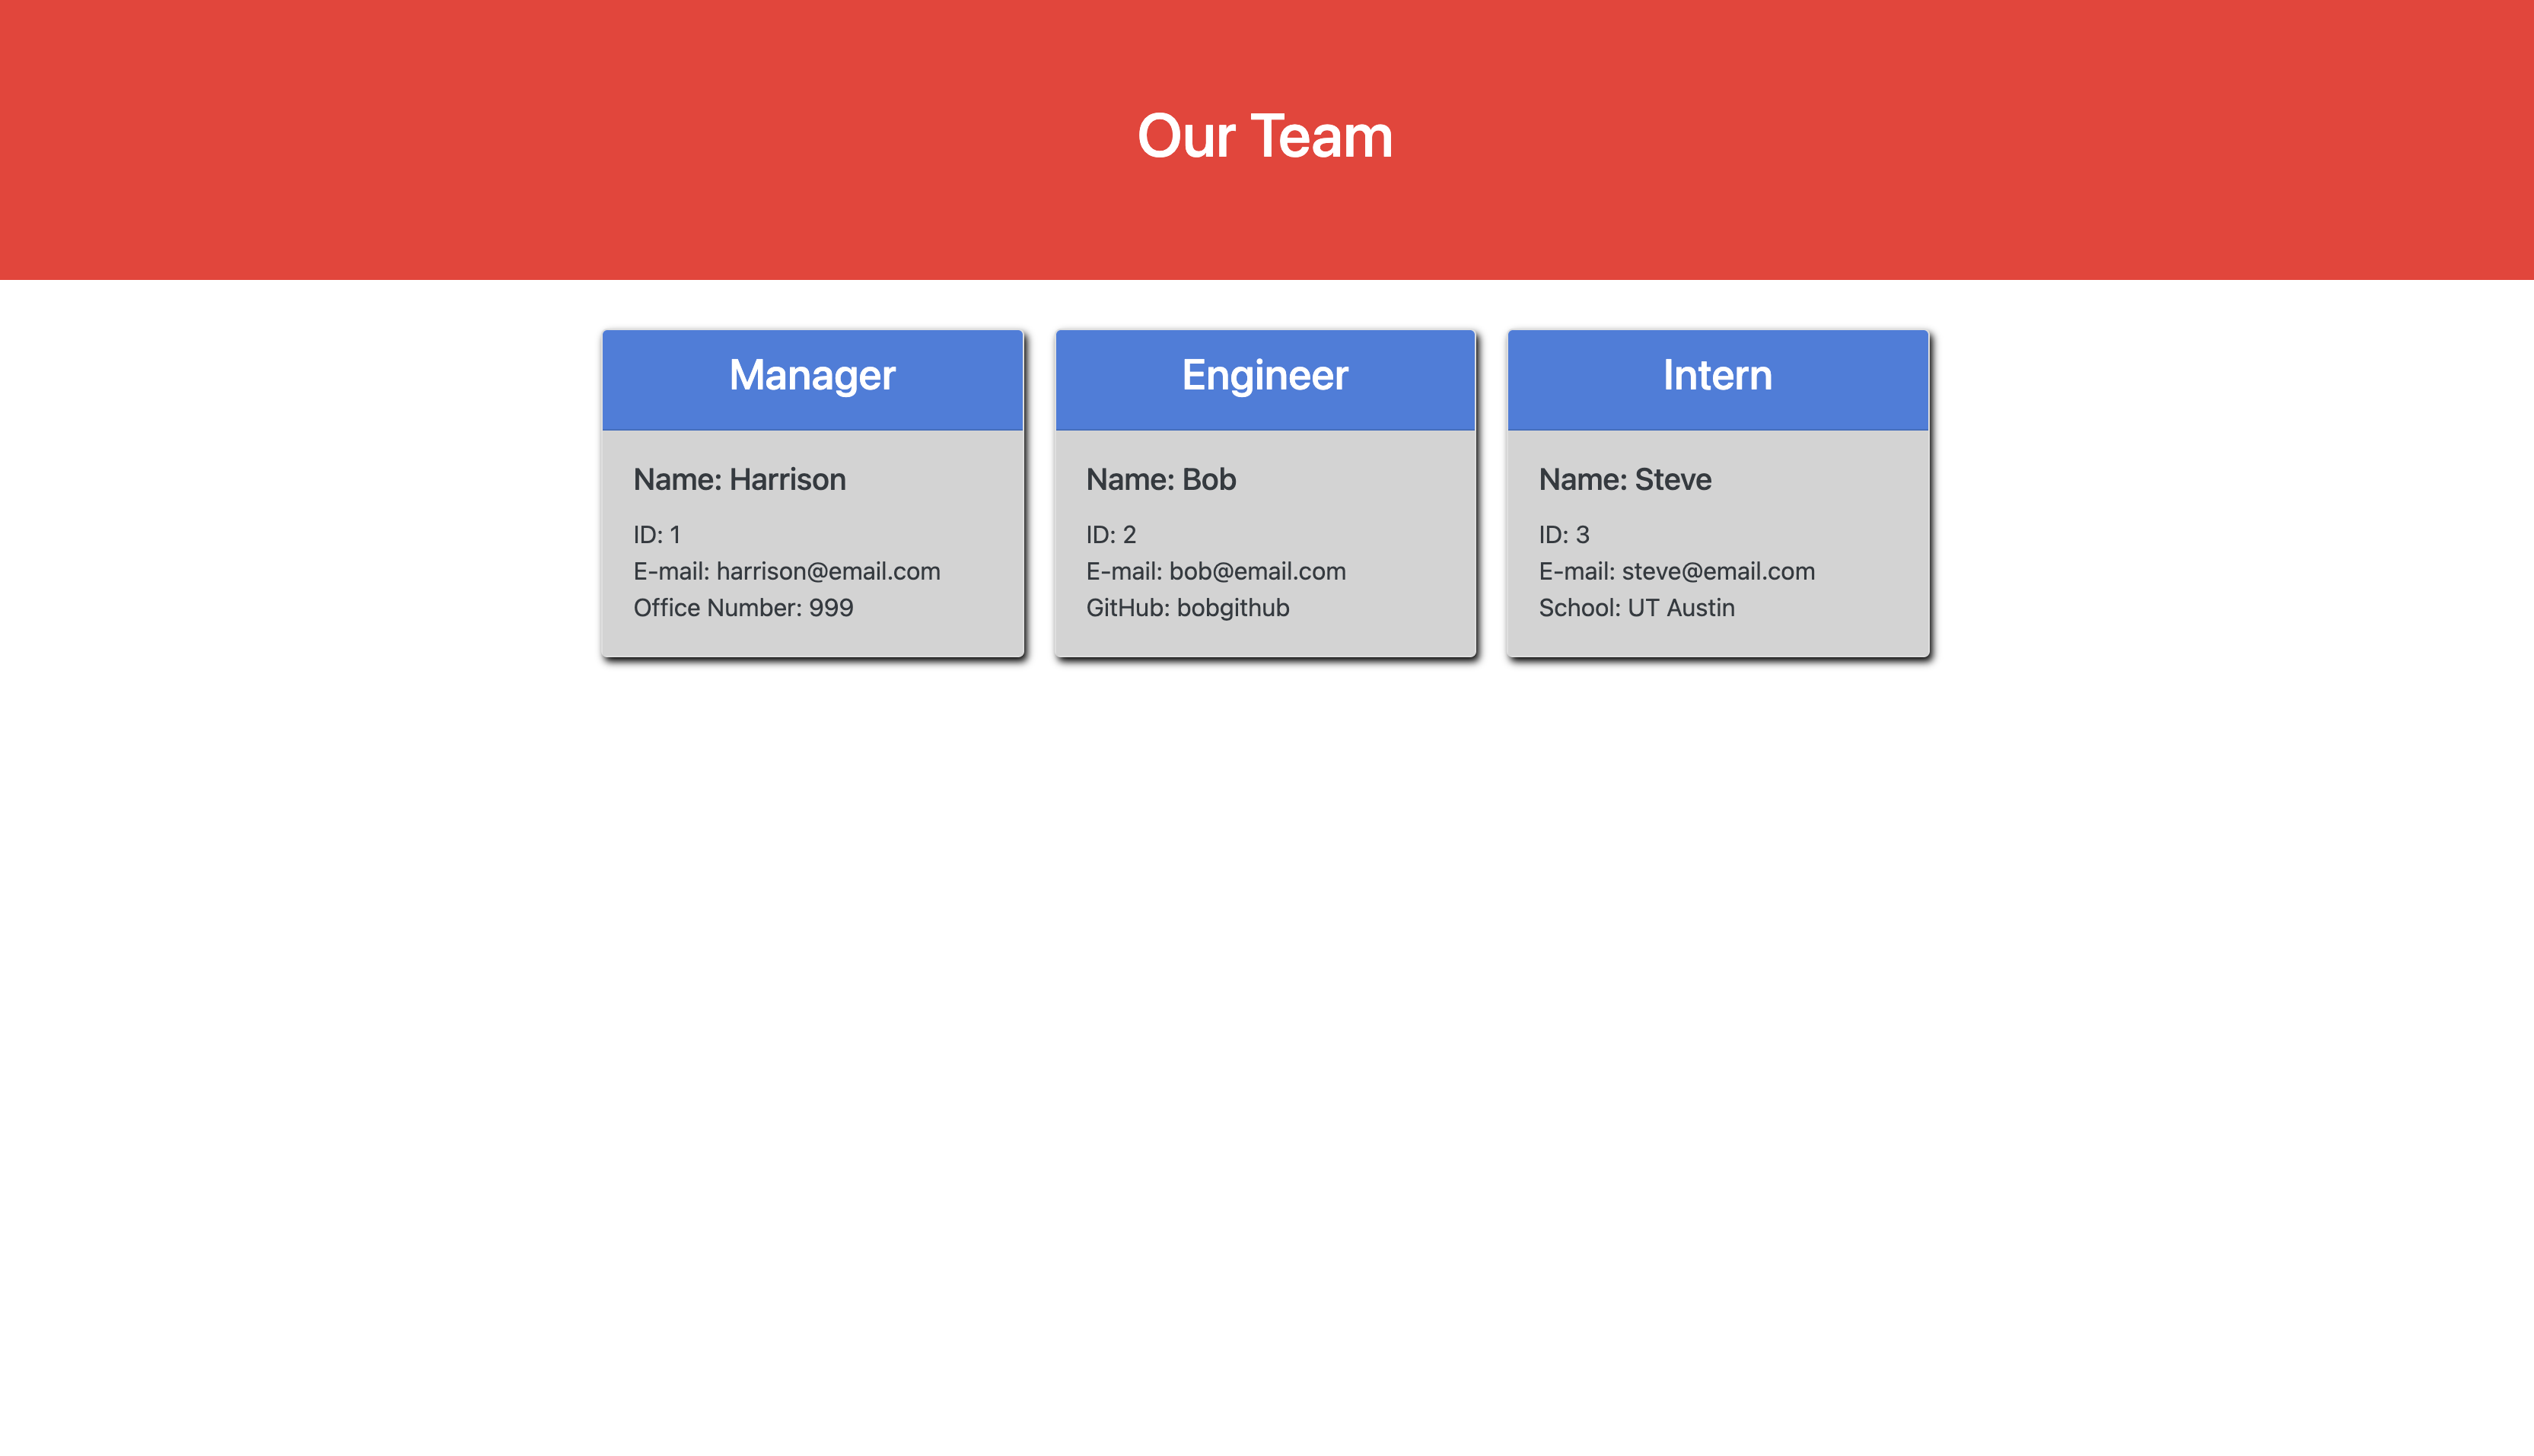 Our Team
Manager
Name: Harrison
ID: 1
E-mail: harrison@email.com
Office Number: 999
Engineer
Name: Bob
ID: 2
E-mail: bob@email.com
GitHub: bobgithub
Intern
Name: Steve
ID: 3
E-mail: steve@email.com
School: UT Austin